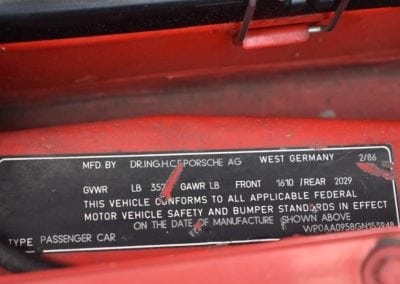 MFD BY DR.ING.H.C.F.PORSCHE AG WEST GERMANY 2/86
GVWR LB GAWR LB FRONT 1610 /REAR 2029
THIS VEHICLE CONFORMS TO ALL APPLICABLE FEDERAL
MOTOR VEHICLE SAFETY AND BUMPER STANDARDS IN EFFECT
ON THE DATE OF MANUFACTURE SHOWN ABOVE
TYPE PASSENGER CAR